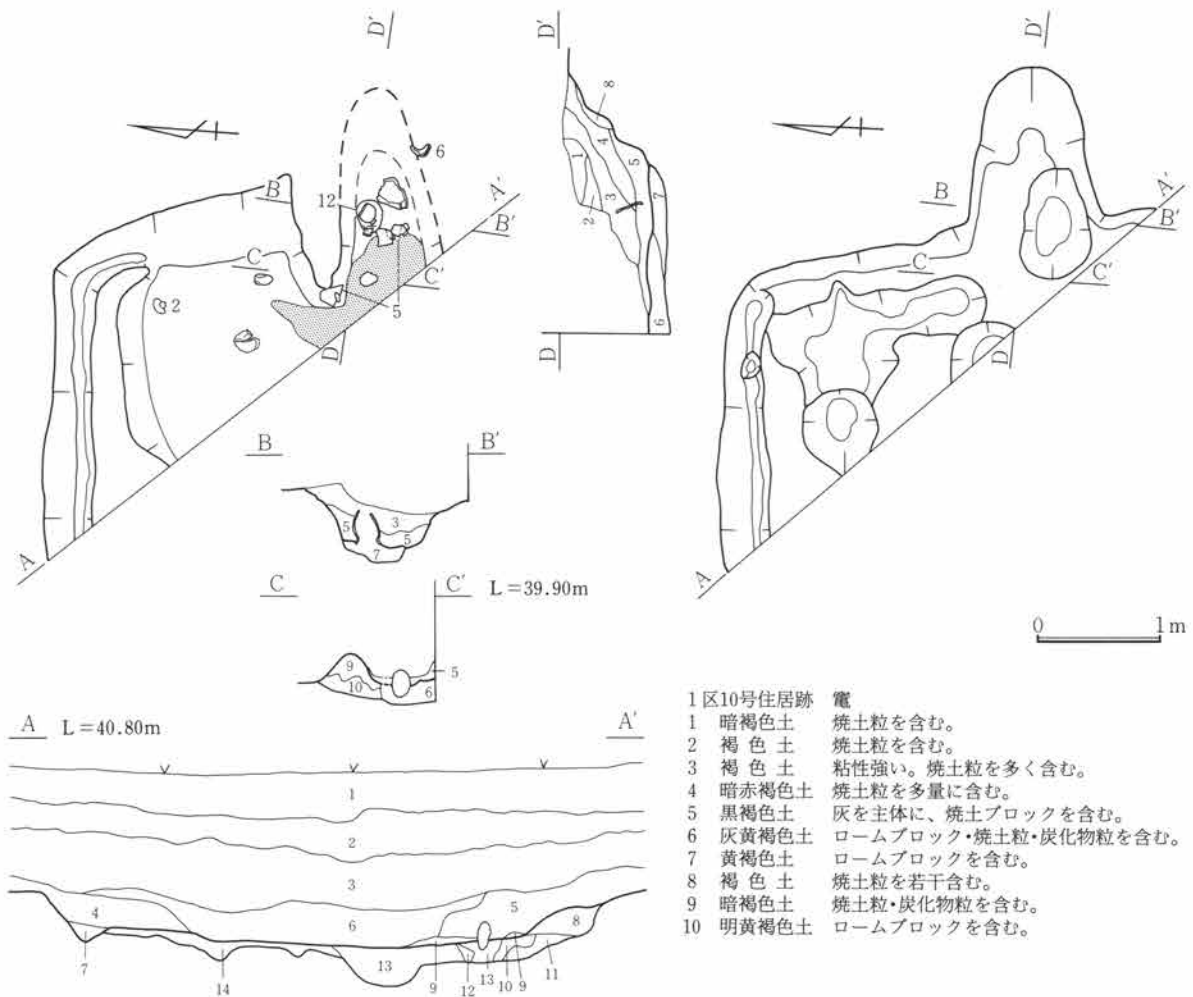 D'
D'
D'
8
4
1
5
6
3
7
2
B
12
A'
B'
B
A'
B'
C
C'
C
C'
2
5
6
D
D
D
B
B'
3
5
5
7
A
A
C
C' L=39.90m
0 1m
9
5
10
6
A L=40.80m
A'
1
2
3
4
6
5
8
7
14
13
9
12
13
10
9
11
1区10号住居跡 竈
1 暗褐色土 焼土粒を含む。
2 褐色土 焼土粒を含む。
3 褐色土 粘性強い。焼土粒を多く含む。
4 暗赤褐色土 焼土粒を多量に含む。
5 黒褐色土 灰を主体に、焼土ブロックを含む。
6 灰黄褐色土 ロームブロック・焼土粒・炭化物粒を含む。
7 黄褐色土 ロームブロックを含む。
8 褐色土 焼土粒を若干含む。
9 暗褐色土 焼土粒・炭化物粒を含む。
10 明黄褐色土 ロームブロックを含む。